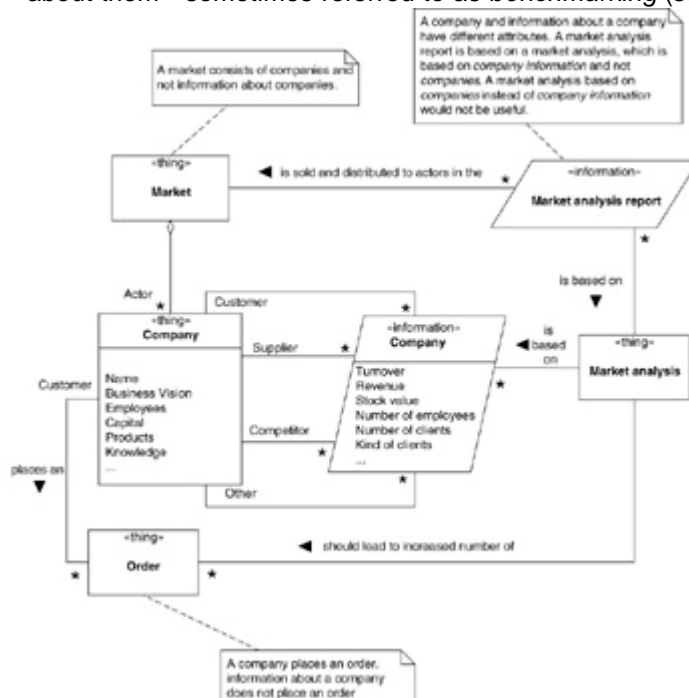 about them—sometimes referred to as benchmarking (s
A company and information about a company
have different attributes. A market analysis
report is based on a market analysis, which is
based on company information and not
companies. A market analysis based on
companies instead of company information
would not be useful.
A market consists of companies and
not information about companies.
«thing»
Market
◀ is sold and distributed to actors in the
*
«information»
Market analysis report
*
is based on
▼
Actor
*
«thing»
Company
Name
Business Vision
Employees
Capital
Products
Knowledge
...
Customer
*
Supplier
*
Competitor
*
Other
*
«information»
Company
Turnover
Revenue
Stock value
Number of employees
Number of clients
Kind of clients
...
is
◀ based
on
*
«thing»
Market analysis
Customer
places an
▼
*
«thing»
Order
*
◀ should lead to increased number of
A company places an order,
information about a company
does not place an order